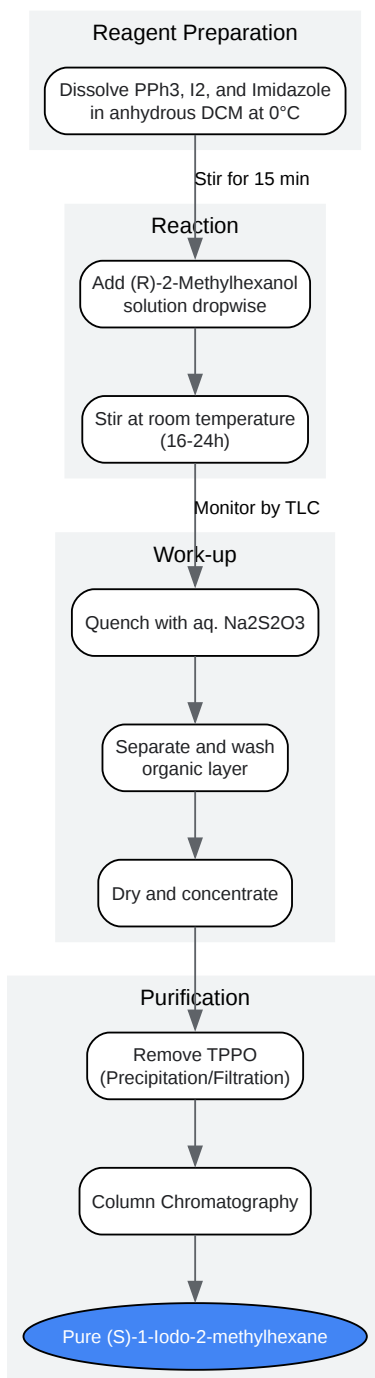 Reagent Preparation
Dissolve PPh3, I2, and Imidazole
in anhydrous DCM at 0°C
Stir for 15 min
Reaction
Add (R)-2-Methylhexanol
solution dropwise
Stir at room temperature
(16-24h)
Monitor by TLC
Work-up
Quench with aq. Na2S2O3
Separate and wash
organic layer
Dry and concentrate
Purification
Remove TPPO
(Precipitation/Filtration)
Column Chromatography
Pure (S)-1-Iodo-2-methylhexane